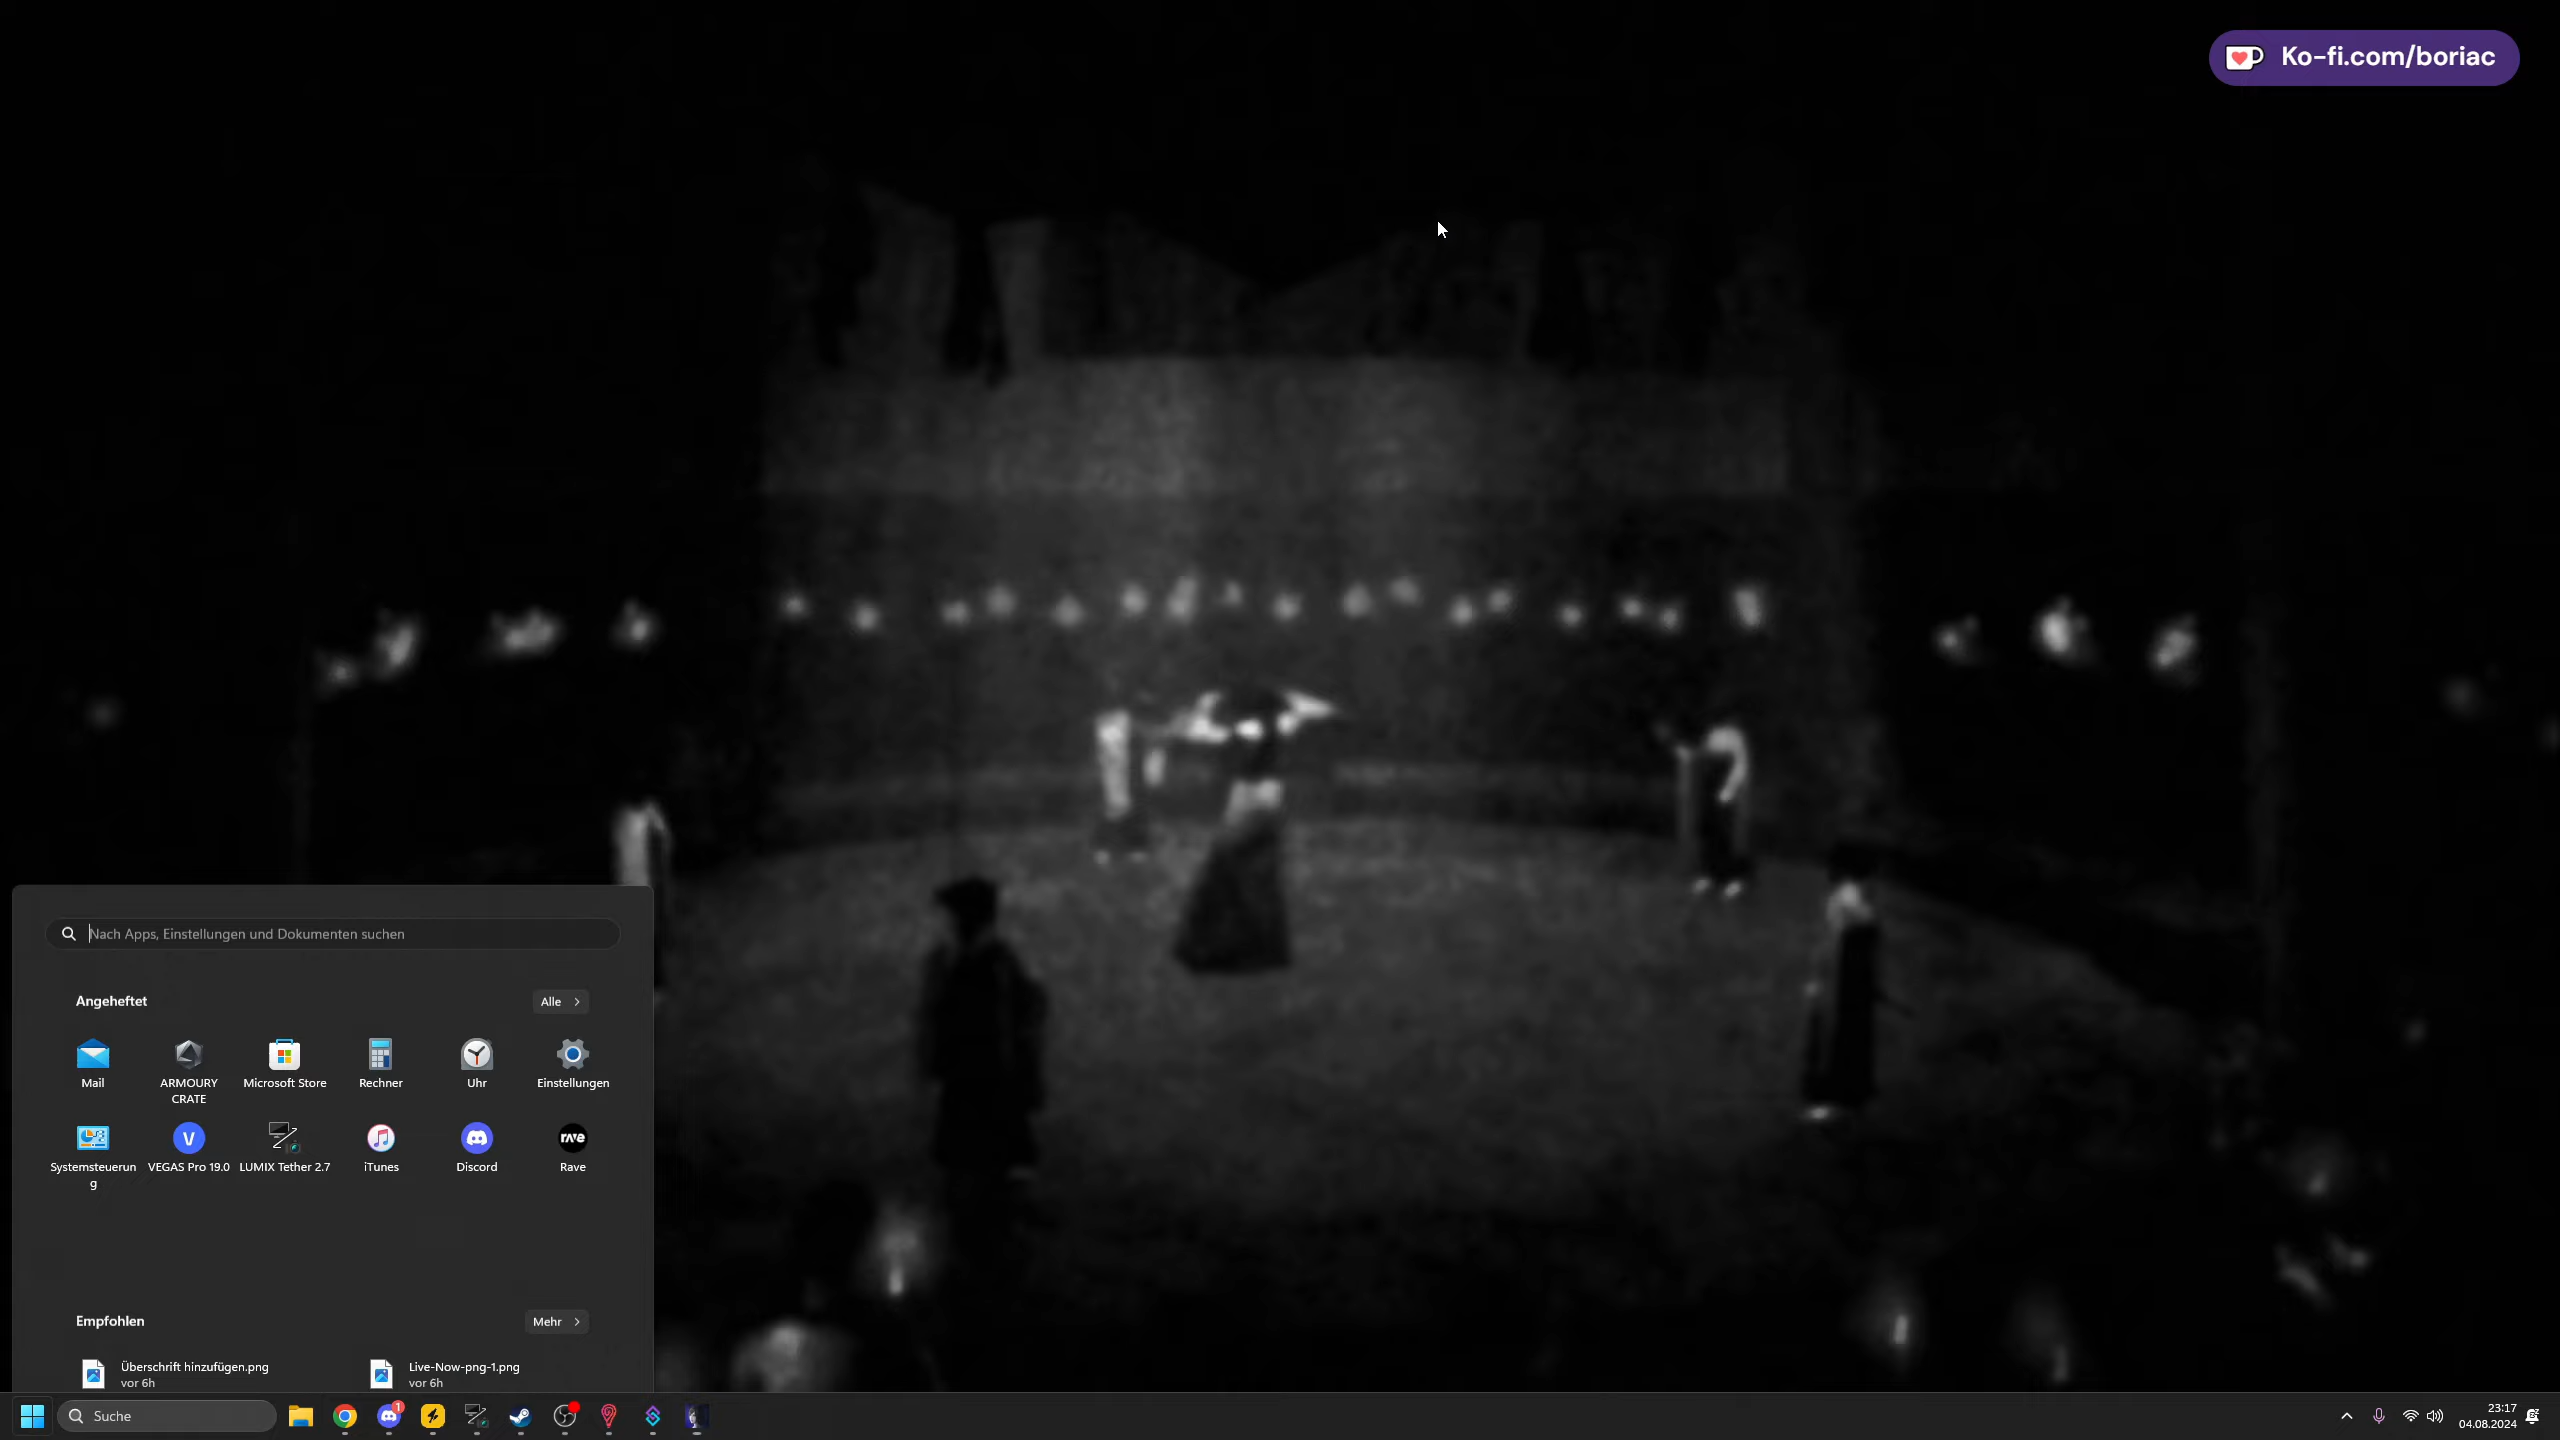 Ko-fi.com/boriac
Nach Apps, Einstellungen und Dokumenten suchen
Angeheftet
Alle
Mail
ARMOURY
CRATE
Microsoft Store
Rechner
Uhr
Einstellungen
Systemsteuerun
g
VEGAS Pro 19.0
LUMIX Tether 2.7
iTunes
Discord
Rave
Empfohlen
Mehr
Überschrift hinzufügen.png
vor 6h
Live-Now-png-1.png
vor 6h
Suche
1
23:17
04.08.2024